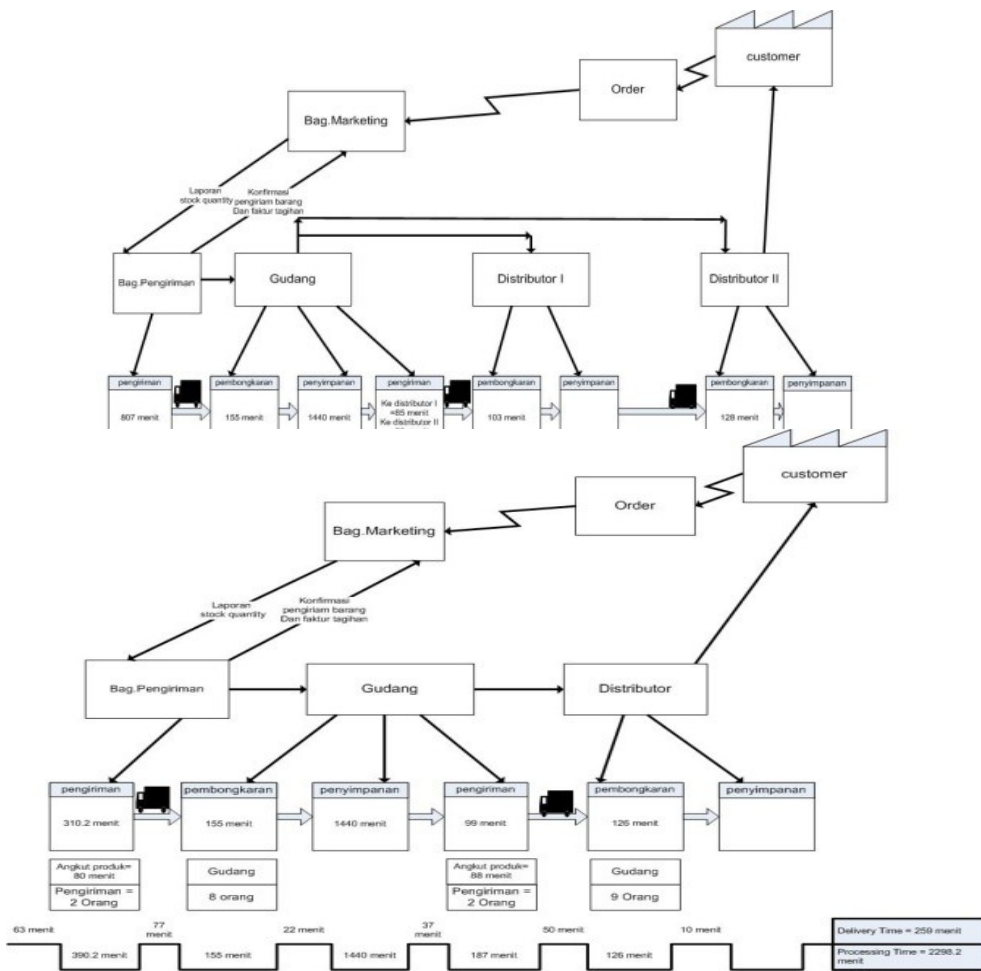 customer
Order
Bag.Marketing
Laporan
stock quantity
Konfirmasi
pengiriam barang
Dan faktur tagihan
Bag.Pengiriman
Gudang
Distributor I
Distributor II
pengiriman
807 menit
pembongkaran
155 menit
penyimpanan
1440 menit
pengiriman
Ke distributor I
=85 menit
Ke distributor II
pembongkaran
103 menit
penyimpanan
pembongkaran
128 menit
penyimpanan
customer
Order
Bag.Marketing
Laporan
stock quantity
Konfirmasi
pengiriam barang
Dan faktur tagihan
Bag.Pengiriman
Gudang
Distributor
pengiriman
310.2 menit
pembongkaran
155 menit
penyimpanan
1440 menit
pengiriman
99 menit
pembongkaran
126 menit
penyimpanan
Angkut produk=
80 menit
Pengiriman =
2 Orang
Gudang
8 orang
Angkut produk=
88 menit
Pengiriman =
2 Orang
Gudang
9 Orang
63 menit
77
menit
22 menit
37
menit
50 menit
10 menit
Delivery Time = 259 menit
390.2 menit
155 menit
1440 menit
187 menit
126 menit
Processing Time = 2298.2
menit